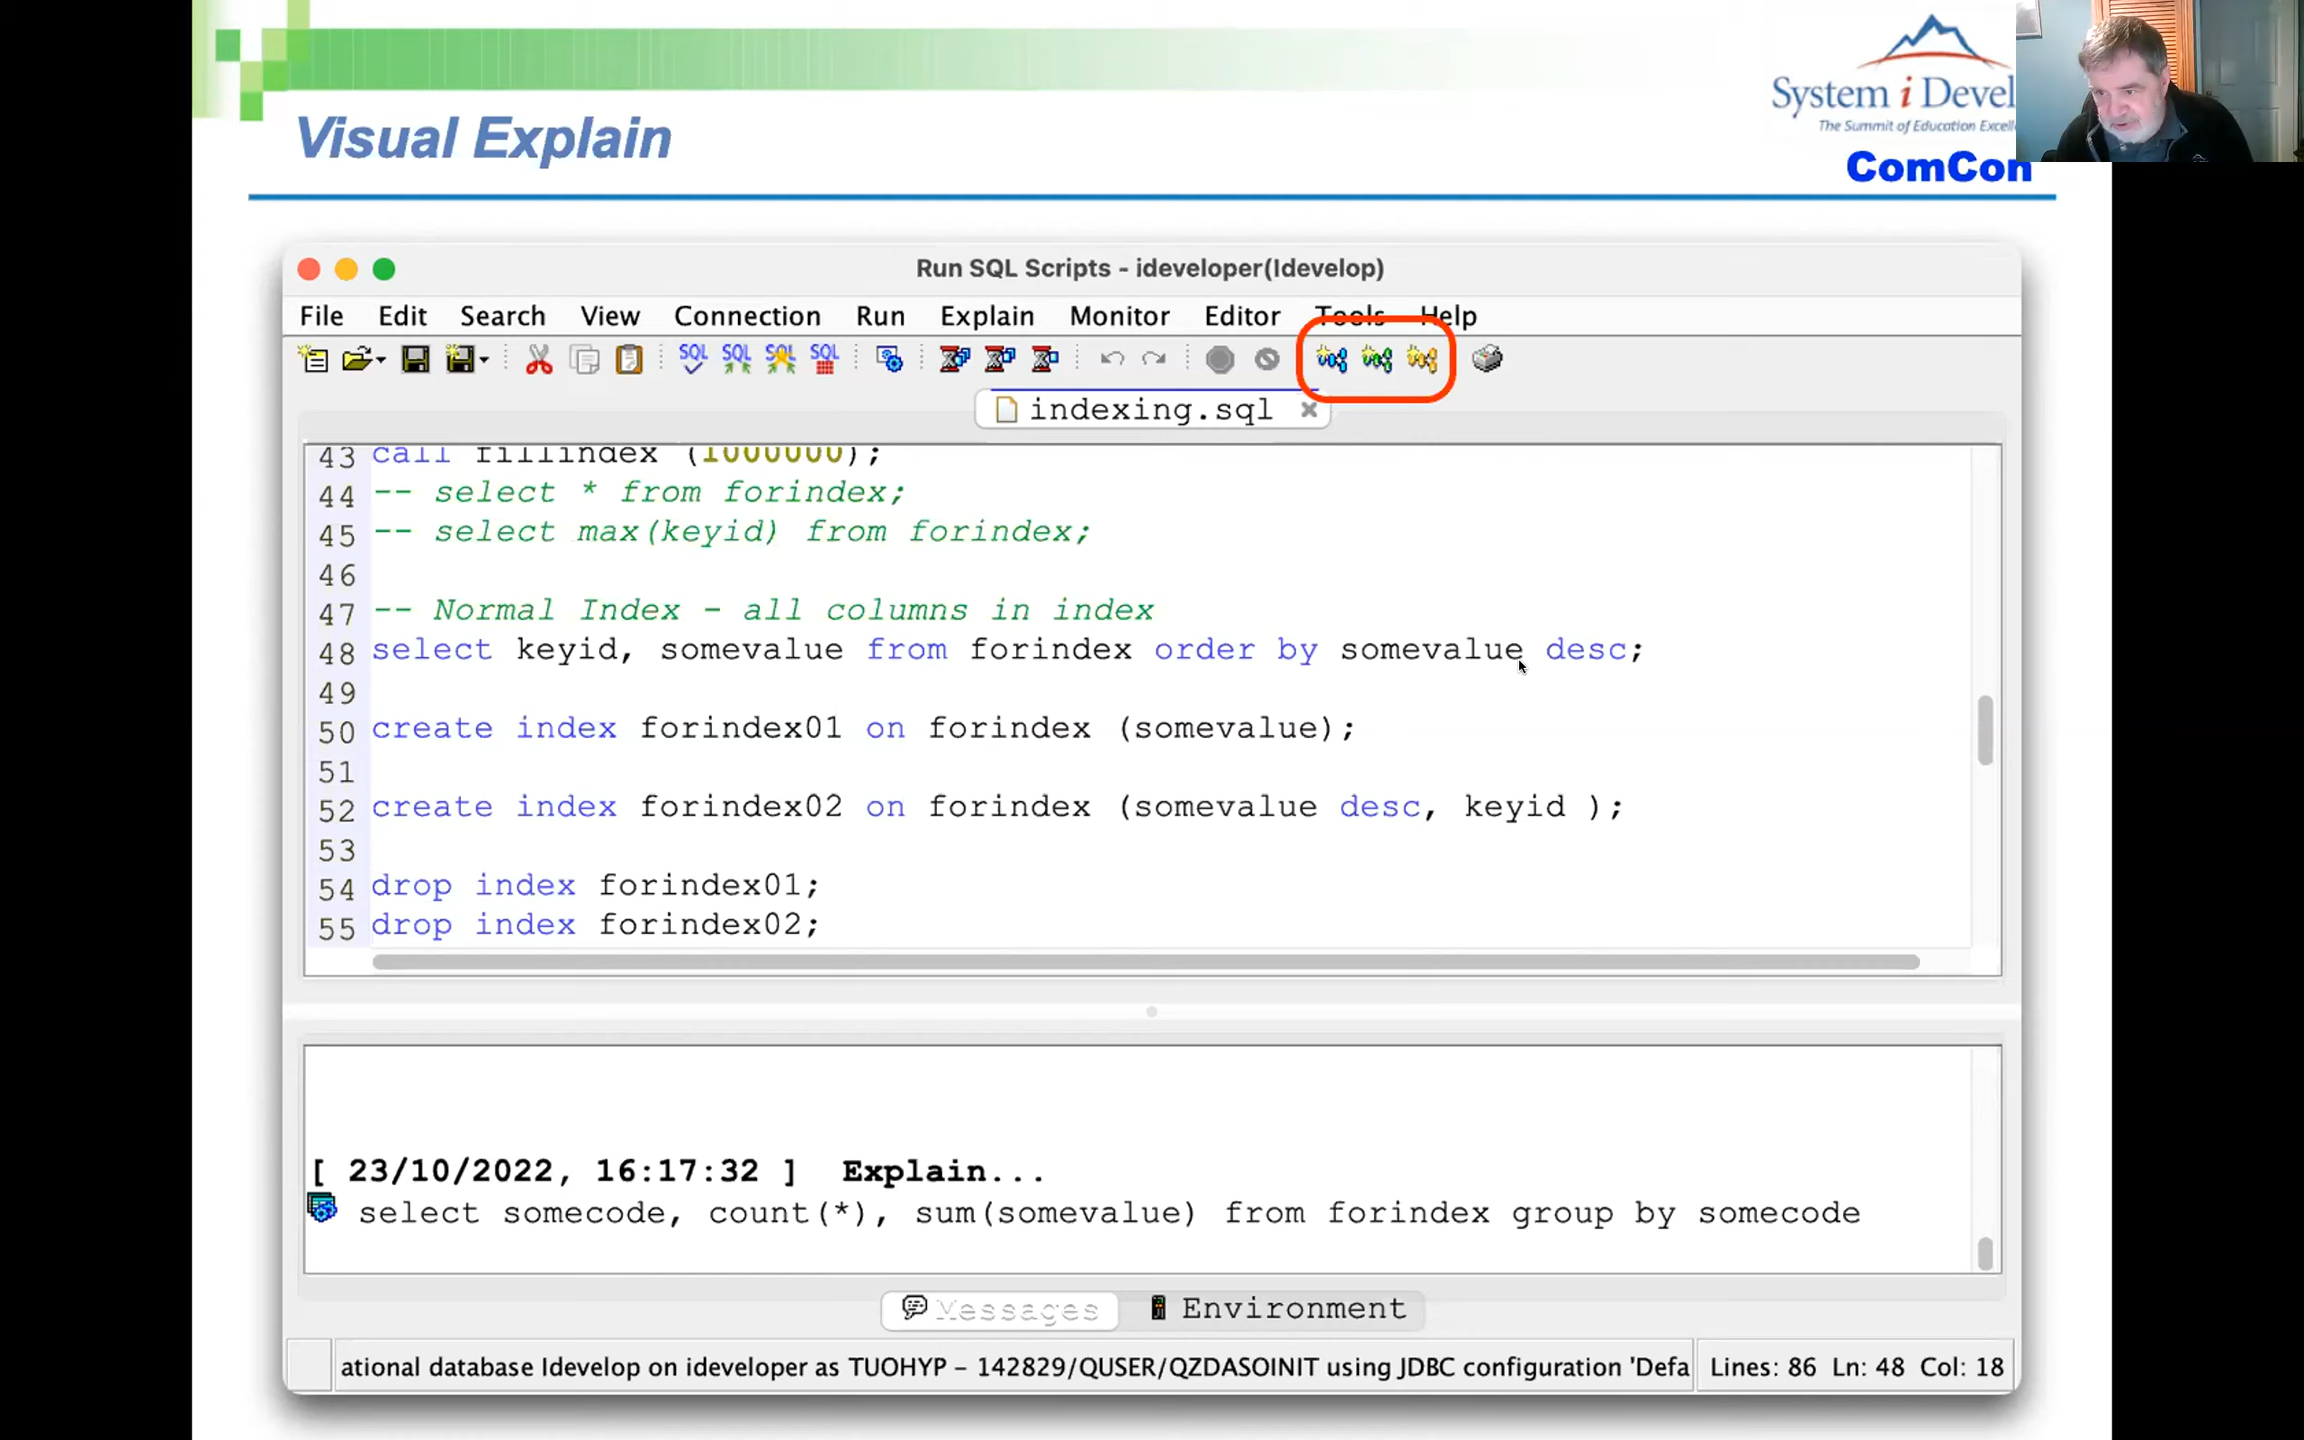 System i Devel
The Summit of Education Excell
ComCon
Visual Explain
Run SQL Scripts - ideveloper(Idevelop)
File Edit Search View Connection Run Explain Monitor Editor Tools Help
SQL SQL SQL SQL
indexing.sql
43 call fillindex (1000000);
44 -- select * from forindex;
45 -- select max(keyid) from forindex;
46
47 -- Normal Index - all columns in index
48 select keyid, somevalue from forindex order by somevalue desc;
49
50 create index forindex01 on forindex (somevalue);
51
52 create index forindex02 on forindex (somevalue desc, keyid );
53
54 drop index forindex01;
55 drop index forindex02;
[ 23/10/2022, 16:17:32 ] Explain...
select somecode, count(*), sum(somevalue) from forindex group by somecode
Messages Environment
ational database Idevelop on ideveloper as TUOHYP - 142829/QUSER/QZDASOINIT using JDBC configuration 'Defa Lines: 86 Ln: 48 Col: 18